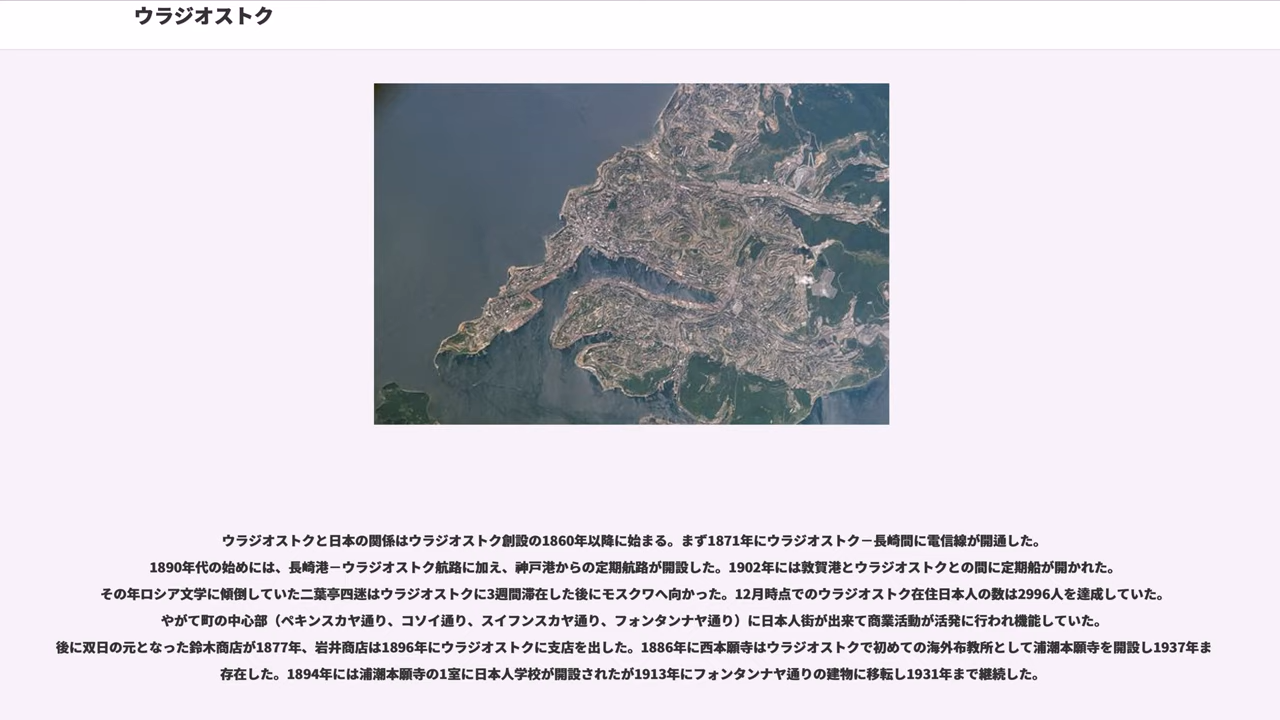 ウラジオストク
ウラジオストクと日本の関係はウラジオストク創設の1860年以降に始まる。まず1871年にウラジオストク－長崎間に電信線が開通した。
1890年代の始めには、長崎港－ウラジオストク航路に加え、神戸港からの定期航路が開設した。1902年には敦賀港とウラジオストクとの間に定期船が開かれた。
その年ロシア文学に傾倒していた二葉亭四迷はウラジオストクに3週間滞在した後にモスクワへ向かった。12月時点でのウラジオストク在住日本人の数は2996人を達成していた。
やがて町の中心部（ペキンスカヤ通り、コソイ通り、スイフンスカヤ通り、フォンタンナヤ通り）に日本人街が出来て商業活動が活発に行われ機能していた。
後に双日の元となった鈴木商店が1877年、岩井商店は1896年にウラジオストクに支店を出した。1886年に西本願寺はウラジオストクで初めての海外布教所として浦潮本願寺を開設し1937年ま
存在した。1894年には浦潮本願寺の1室に日本人学校が開設されたが1913年にフォンタンナヤ通りの建物に移転し1931年まで継続した。